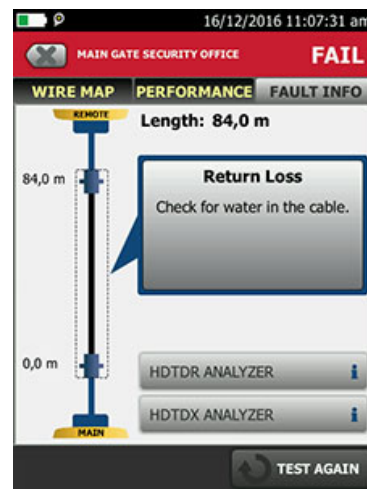 16/12/2016 11:07:31 am
MAIN GATE SECURITY OFFICE
FAIL
WIRE MAP
PERFORMANCE
FAULT INFO
REMOTE
Length: 84,0 m
84,0 m
Return Loss
Check for water in the cable.
0,0 m
HDTDR ANALYZER
i
HDTDX ANALYZER
i
MAIN
TEST AGAIN